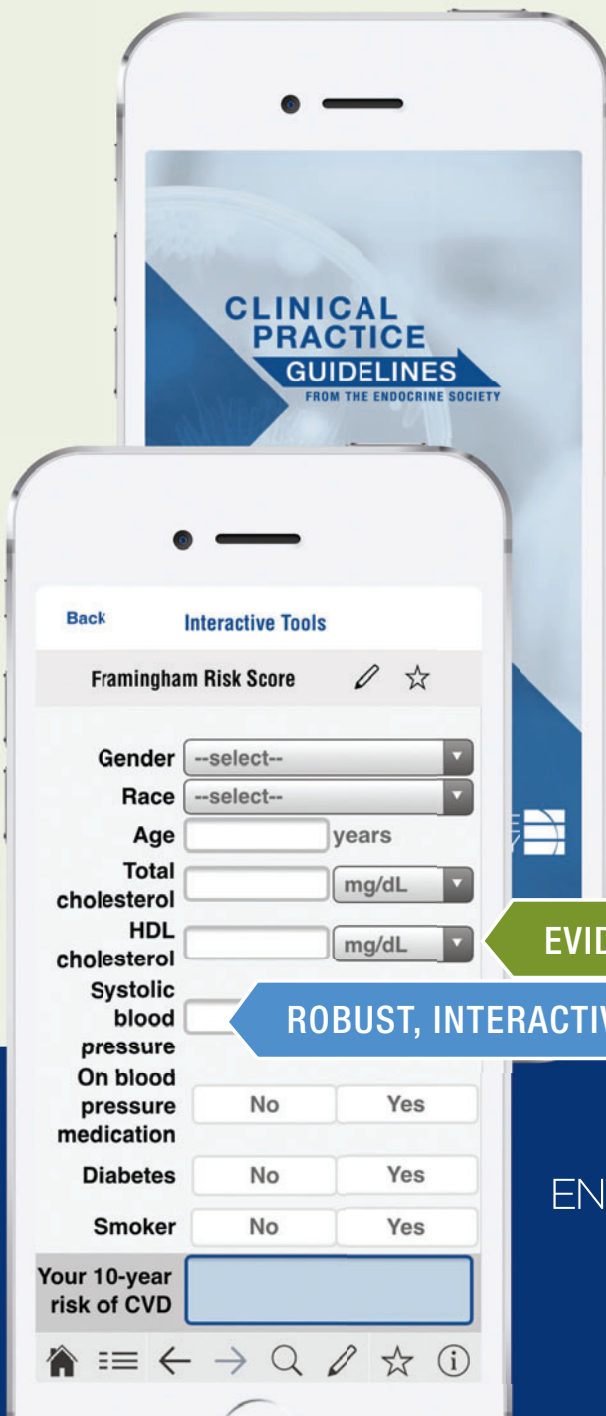 CLINICAL
PRACTICE
GUIDELINES
FROM THE ENDOCRINE SOCIETY
Back Interactive Tools
Framingham Risk Score
Gender --select--
Race --select--
Age years
Total
cholesterol mg/dL
HDL
cholesterol mg/dL
Systolic
blood
pressure
On blood
pressure
medication No Yes
Diabetes No Yes
Smoker No Yes
Your 10-year
risk of CVD
E
Y
EVID
ROBUST, INTERACTIV
EN